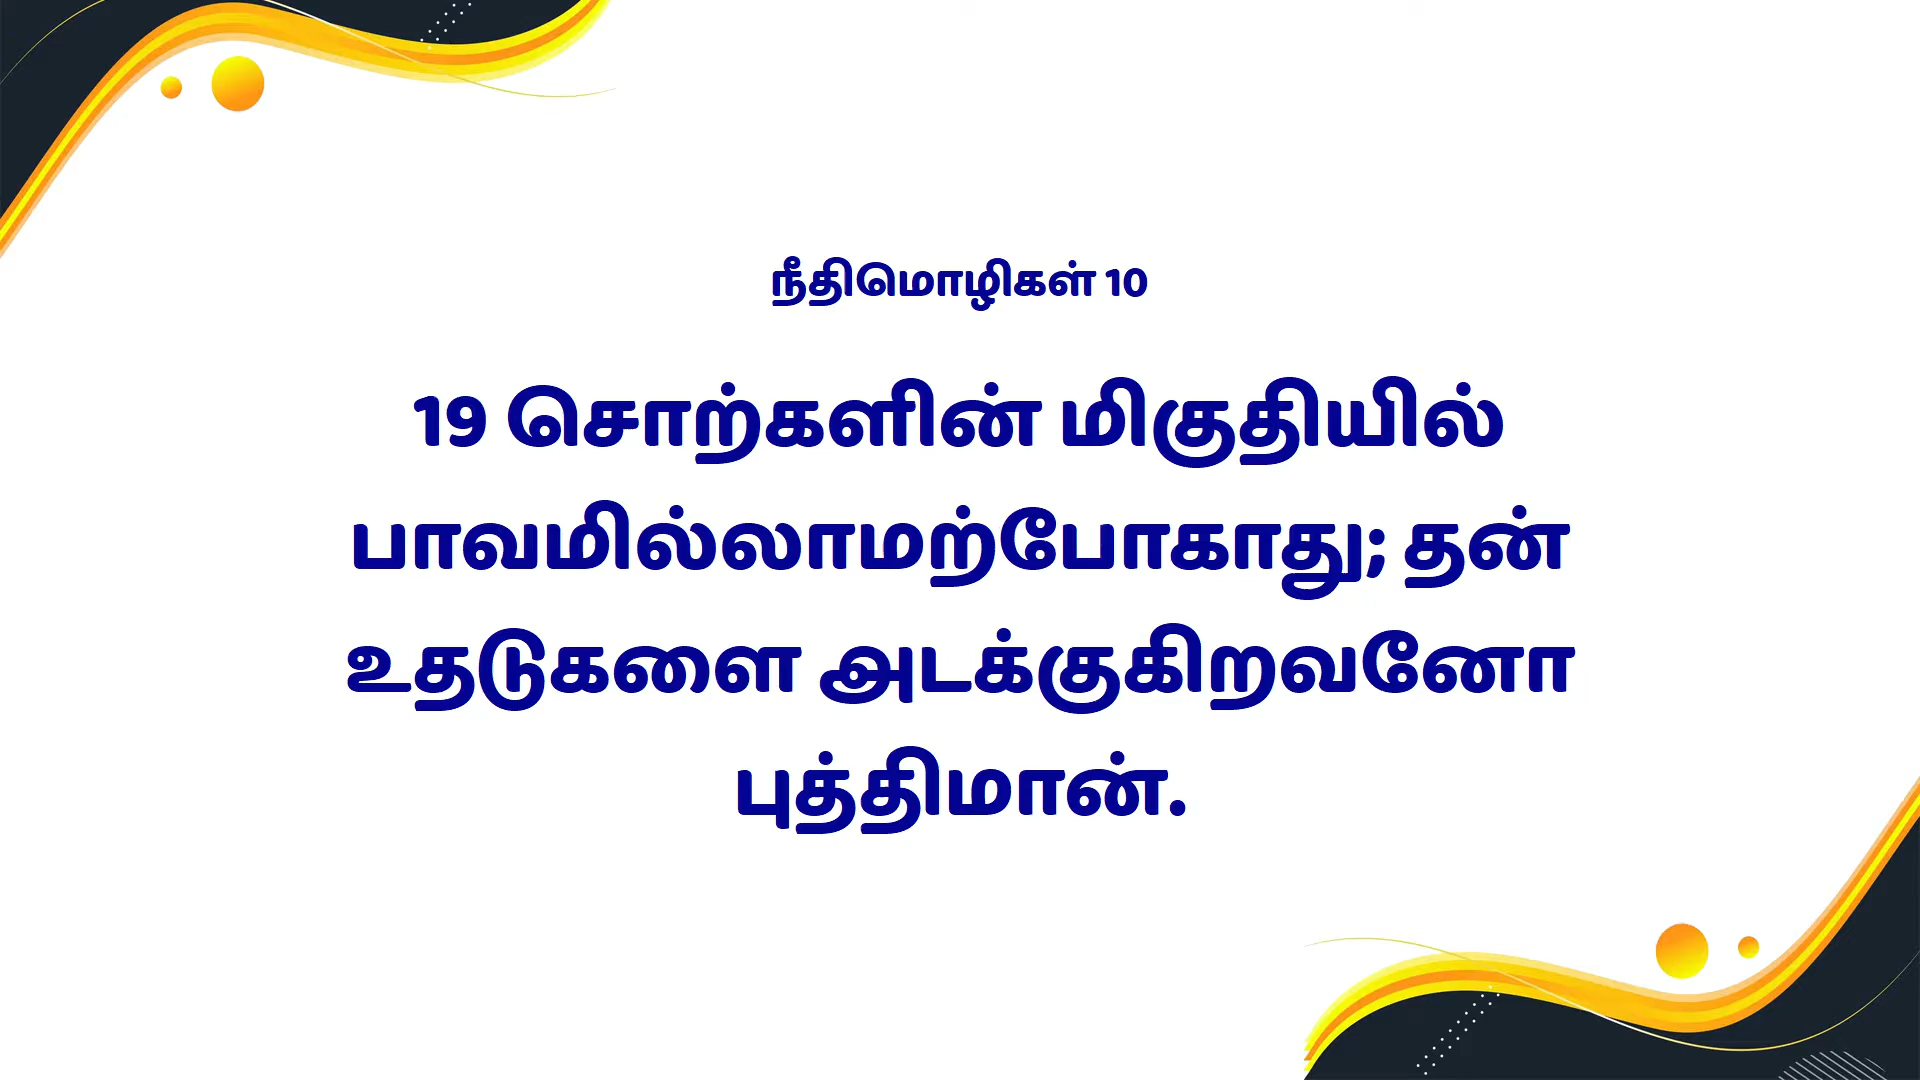 நீதிமொழிகள் 10
19 சொற்களின் மிகுதியில்
பாவமில்லாமற்போகாது; தன்
உதடுகளை அடக்குகிறவனோ
புத்திமான்.